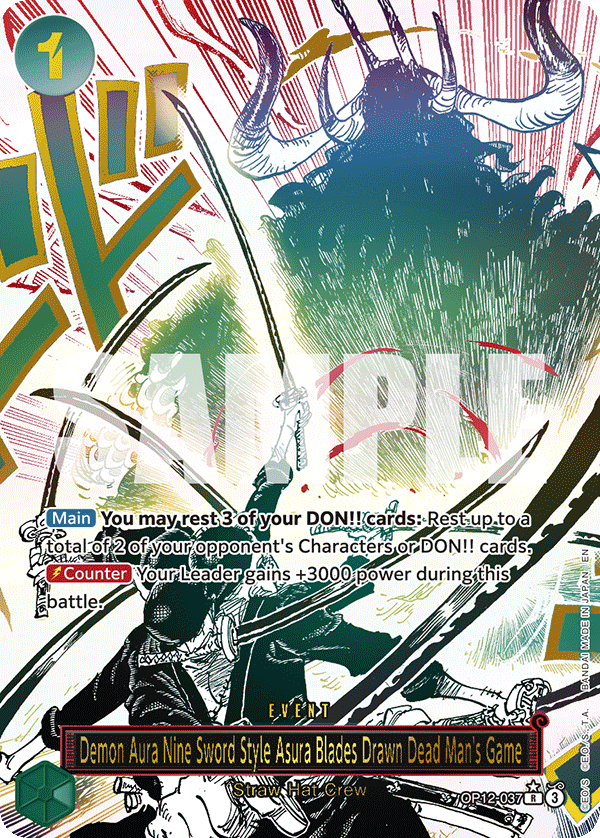 1
SAMPLE
Main You may rest 3 of your DON!! cards: Rest up to a
total of 2 of your opponent's Characters or DON!! cards.
Counter Your Leader gains +3000 power during this
battle.
EVENT
Demon Aura Nine Sword Style Asura Blades Drawn Dead Man's Game
Straw Hat Crew
OP12-037 R 3
©E.O./S. ©E.O./S., T.A. BANDAI MADE IN JAPAN EN